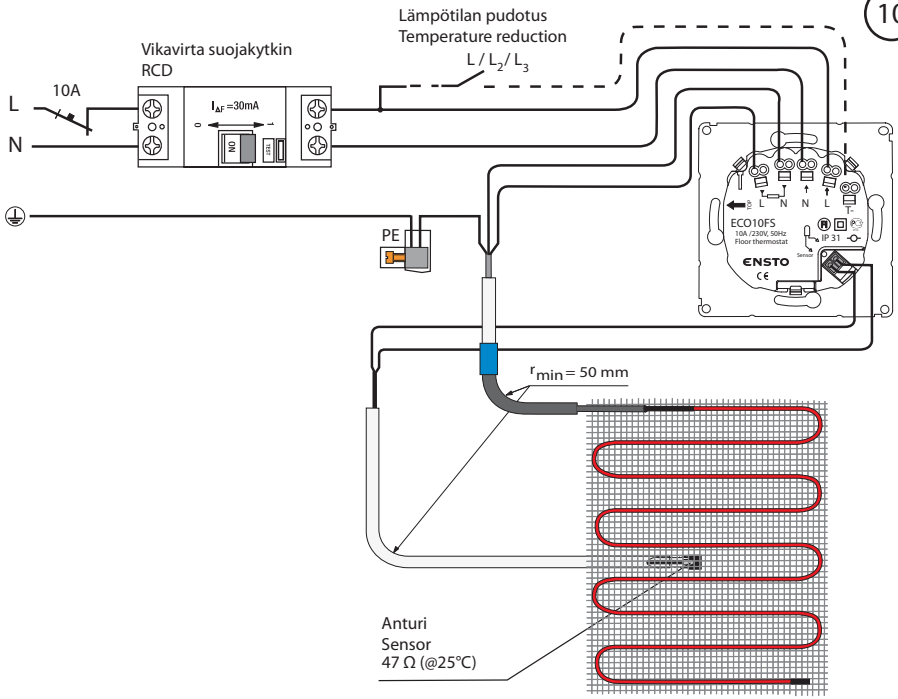 10
Lämpötilan pudotus
Temperature reduction
L / L2/ L3
Vikavirta suojakytkin
RCD
10A
L
N
IΔF =30mA
0
1
ON
TEST
PE
L N N L
T-
TOP
ECO10FS
10A /230V, 50Hz
Floor thermostat
IP 31
Sensor
ENSTO
CE
rmin = 50 mm
Anturi
Sensor
47 Ω (@25°C)